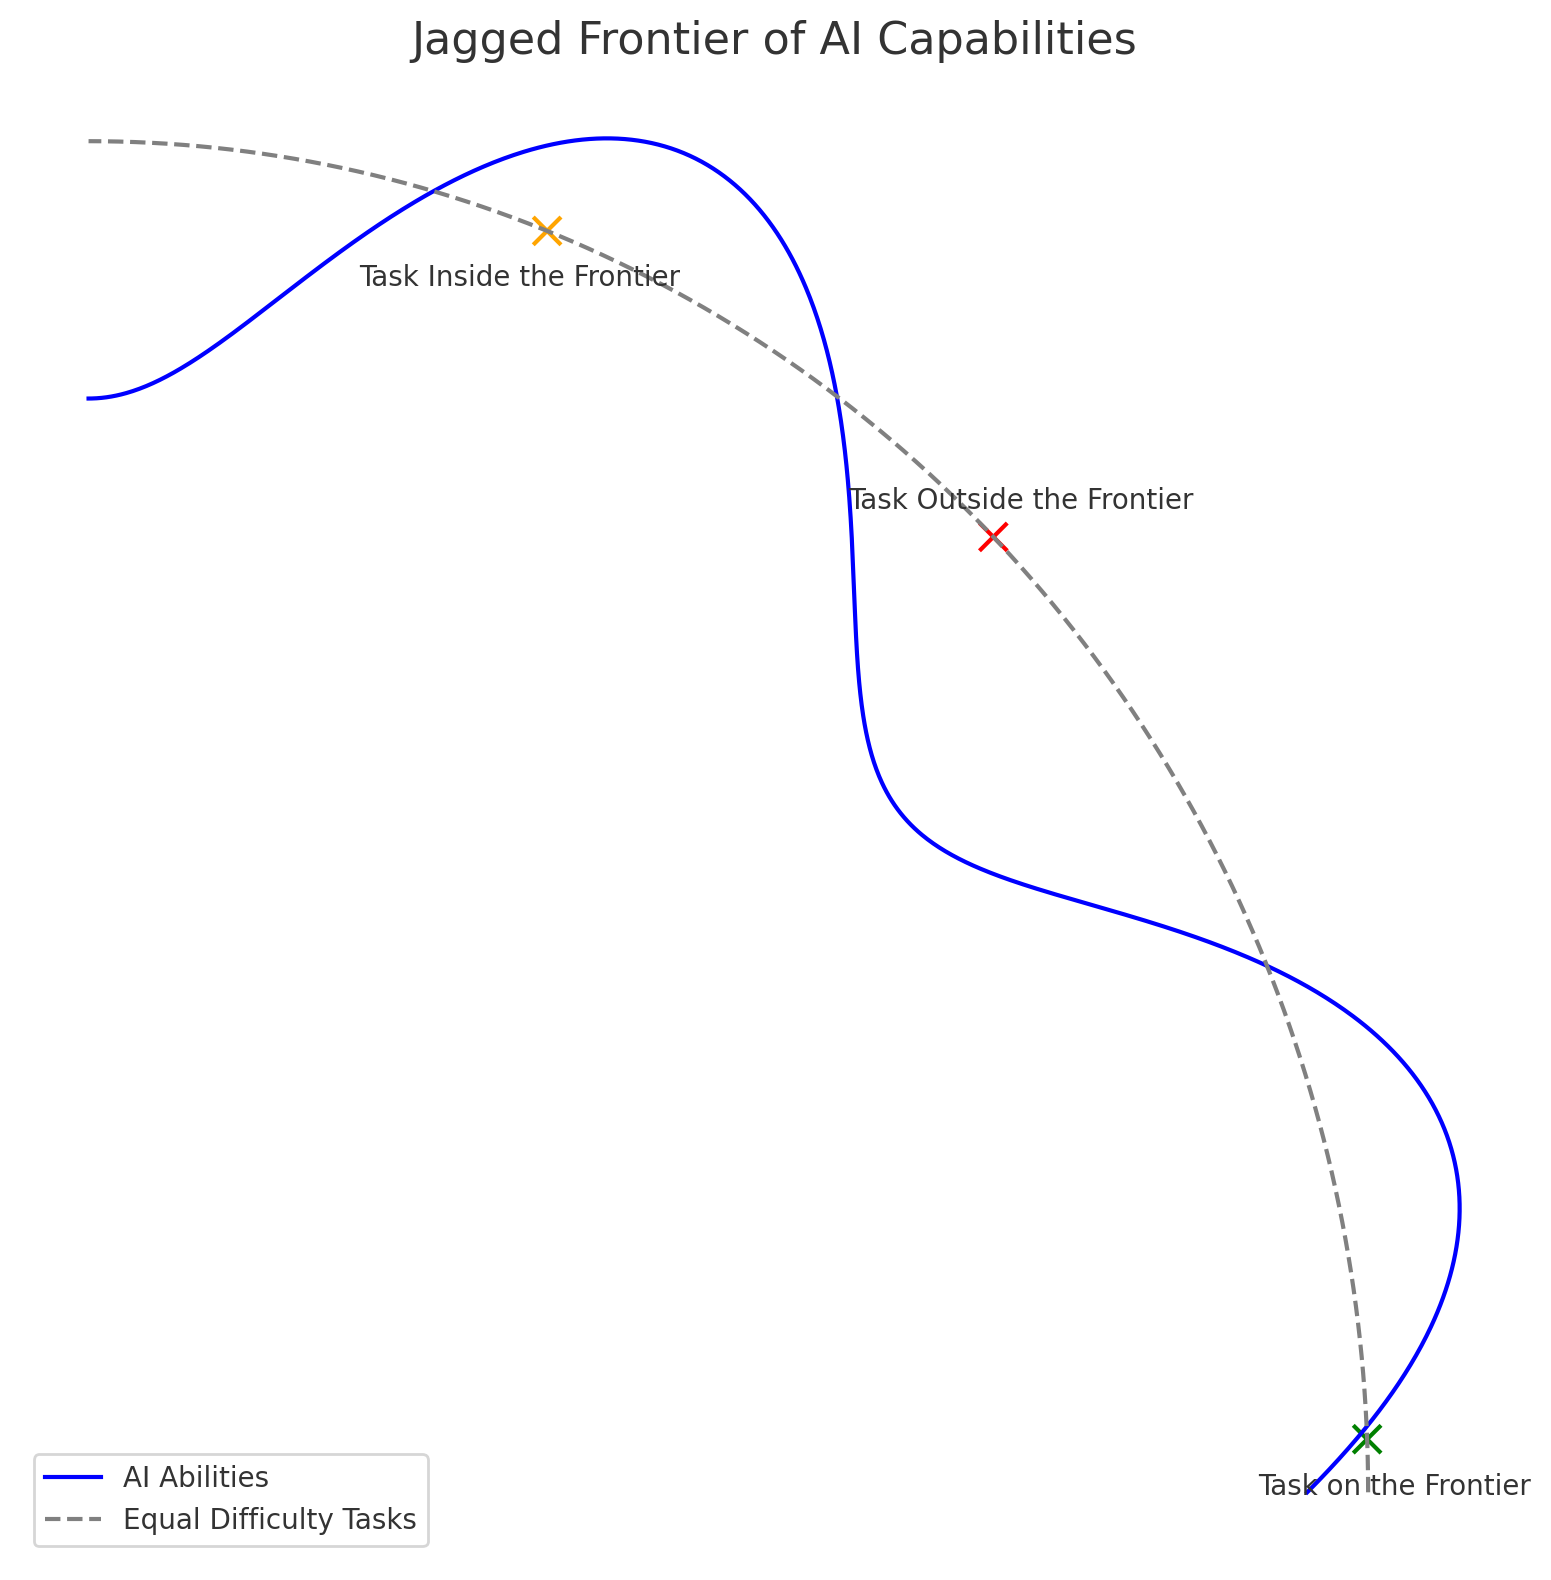 Jagged Frontier of AI Capabilities
Task Inside the Frontier
Task Outside the Frontier
Task on the Frontier
AI Abilities
Equal Difficulty Tasks